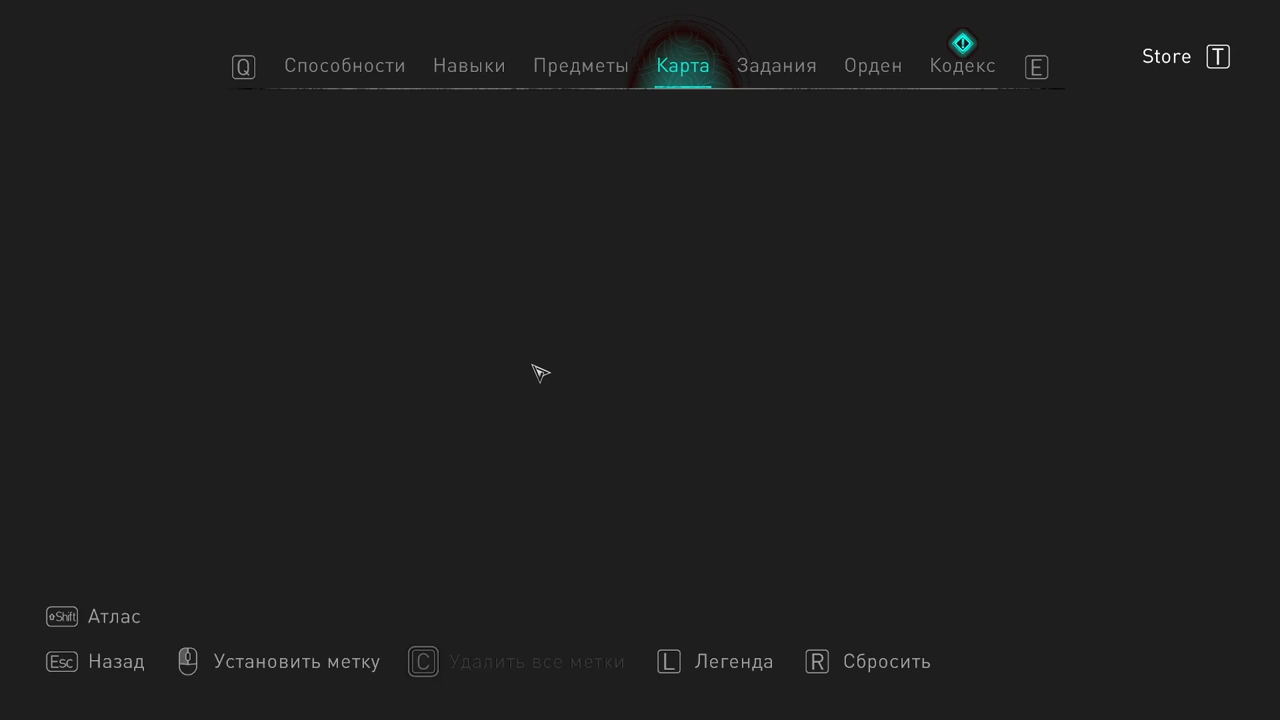 Q Способности Навыки Предметы Карта Задания Орден Кодекс E Store T
Shift Атлас
Esc Назад Установить метку C Удалить все метки L Легенда R Сбросить